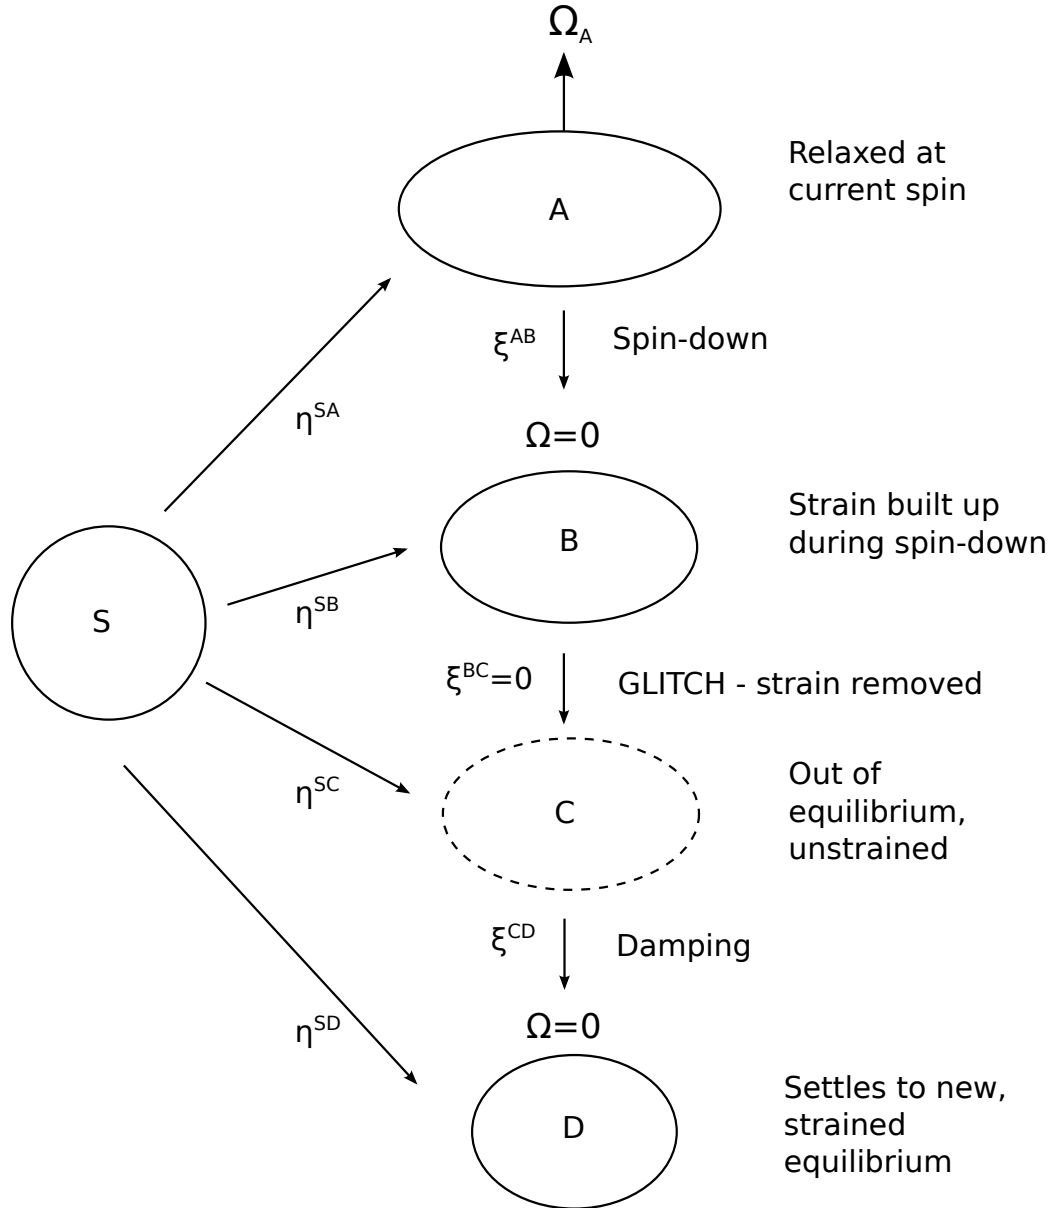 Ω_A
Relaxed at
current spin
A
ξ^AB
Spin-down
η^SA
Ω=0
Strain built up
during spin-down
B
S
η^SB
ξ^BC=0
GLITCH - strain removed
η^SC
Out of
equilibrium,
unstrained
C
ξ^CD
Damping
η^SD
Ω=0
Settles to new,
strained
equilibrium
D